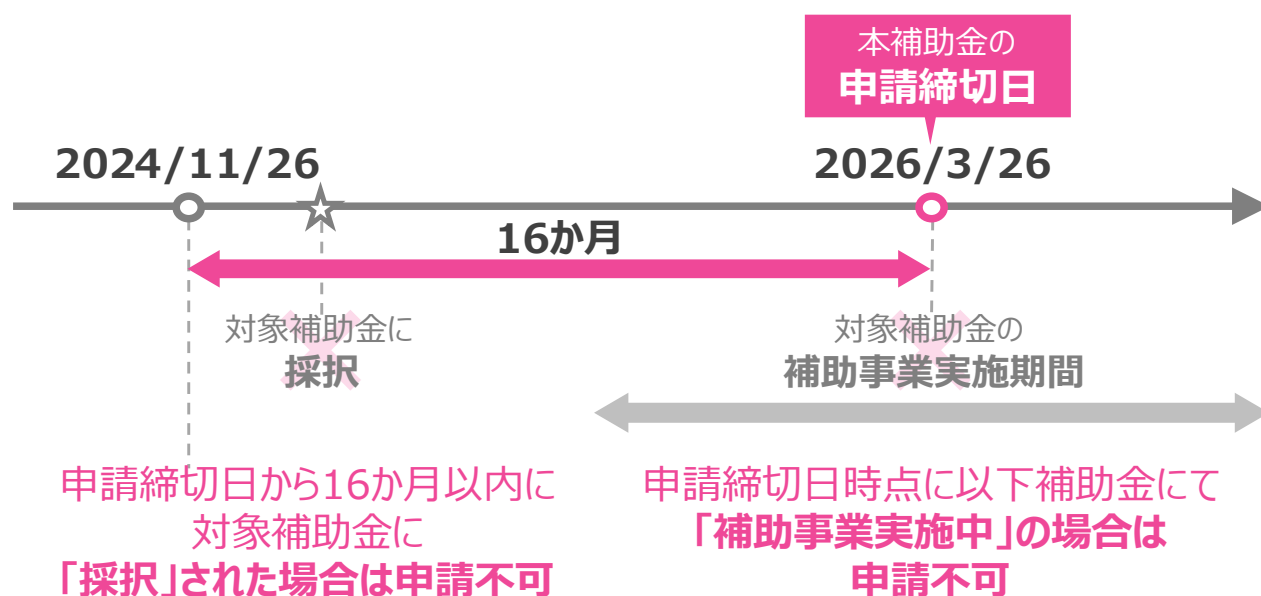 本補助金の
申請締切日
2024/11/26
2026/3/26
16か月
対象補助金に
採択
対象補助金の
補助事業実施期間
申請締切日から16か月以内に
対象補助金に
「採択」された場合は申請不可
申請締切日時点に以下補助金にて
「補助事業実施中」の場合は
申請不可